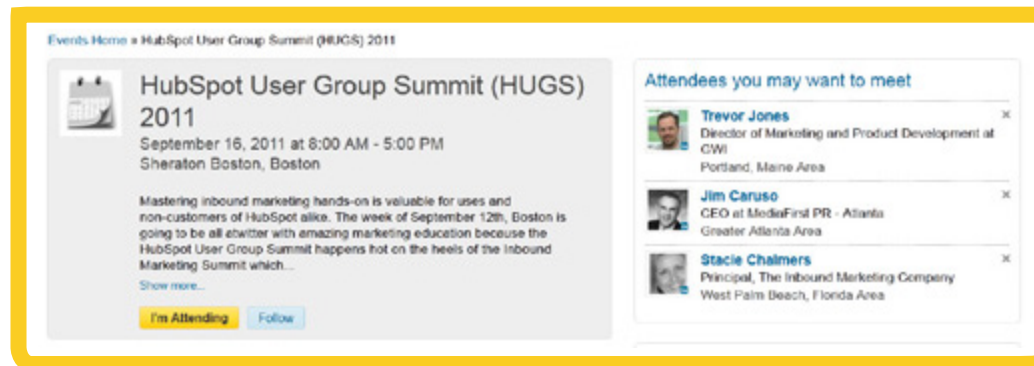 Events Home » HubSpot User Group Summit (HUGS) 2011
HubSpot User Group Summit (HUGS)
2011
September 16, 2011 at 8:00 AM - 5:00 PM
Sheraton Boston, Boston
Mastering inbound marketing hands-on is valuable for uses and
non-customers of HubSpot alike. The week of September 12th, Boston is
going to be all atwitter with amazing marketing education because the
HubSpot User Group Summit happens hot on the heels of the Inbound
Marketing Summit which...
Show more...
I'm Attending Follow
Attendees you may want to meet
Trevor Jones
Director of Marketing and Product Development at
GWI
Portland, Maine Area
Jim Caruso
CEO at MediaFirst PR - Atlanta
Greater Atlanta Area
Stacie Chalmers
Principal, The Inbound Marketing Company
West Palm Beach, Florida Area